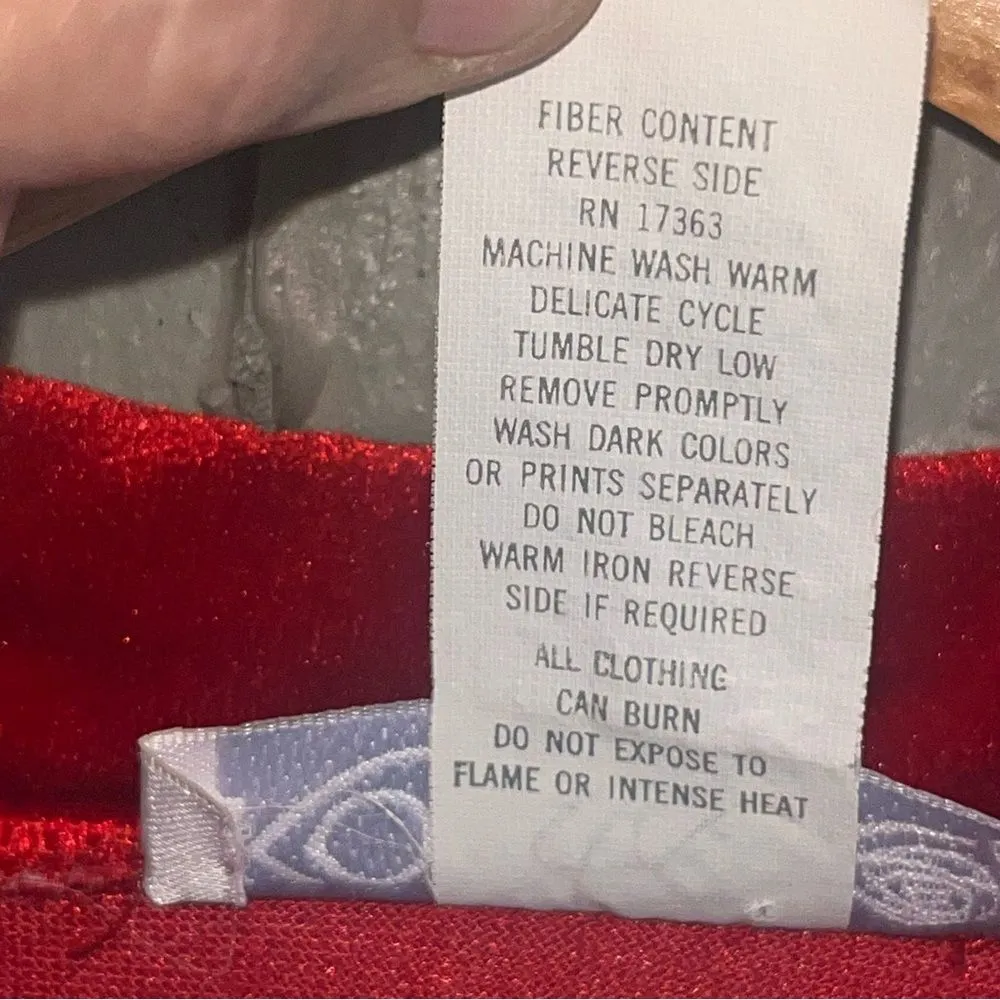 FIBER CONTENT
REVERSE SIDE
RN 17363
MACHINE WASH WARM
DELICATE CYCLE
TUMBLE DRY LOW
REMOVE PROMPTLY
WASH DARK COLORS
OR PRINTS SEPARATELY
DO NOT BLEACH
WARM IRON REVERSE
SIDE IF REQUIRED
ALL CLOTHING
CAN BURN
DO NOT EXPOSE TO
FLAME OR INTENSE HEAT